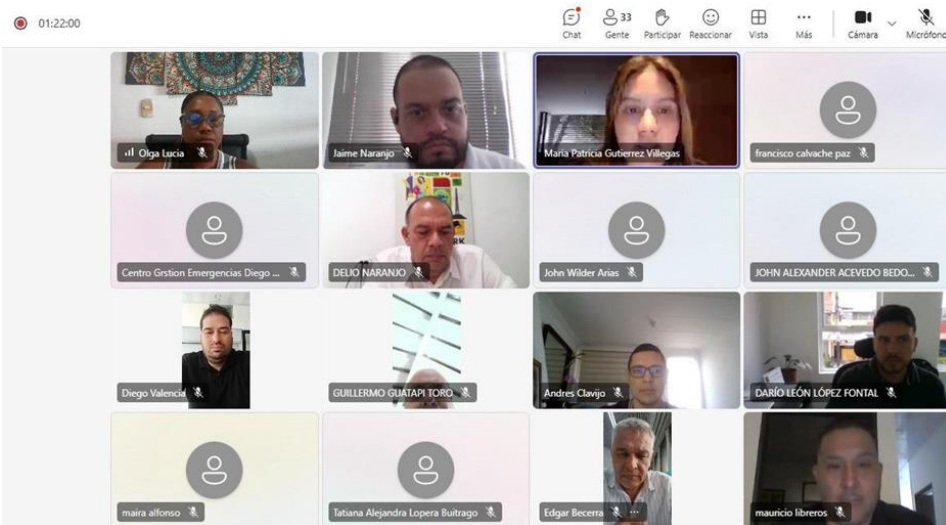 01:22:00
33
Chat
Gente
Participar
Reaccionar
Vista
Más
Cámara
Micrófono
Olga Lucia
Jaime Naranjo
Maria Patricia Gutierrez Villegas
francisco calvache paz
Centro Grstion Emergencias Diego ...
DELIO NARANJO
John Wilder Arias
JOHN ALEXANDER ACEVEDO BEDO...
Diego Valencia
GUILLERMO GUATAPI TORO
Andres Clavijo
DARÍO LEÓN LÓPEZ FONTAL
maira alfonso
Tatiana Alejandra Lopera Buitrago
Edgar Becerra
mauricio libreros